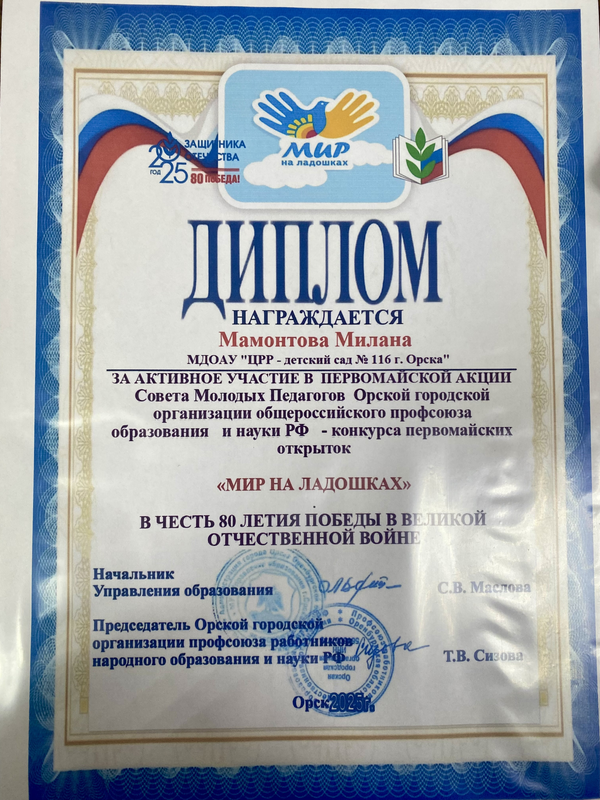 МИР
на ладошках
2025
ГОД
ЗАЩИТНИКА
ОТЕЧЕСТВА
80 ПОБЕДА!
ДИПЛОМ
НАГРАЖДАЕТСЯ
Мамонтова Милана
МДОАУ "ЦРР - детский сад № 116 г. Орска"
ЗА АКТИВНОЕ УЧАСТИЕ В ПЕРВОМАЙСКОЙ АКЦИИ
Совета Молодых Педагогов Орской городской
организации общероссийского профсоюза
образования и науки РФ - конкурса первомайских
открыток
«МИР НА ЛАДОШКАХ»
В ЧЕСТЬ 80 ЛЕТИЯ ПОБЕДЫ В ВЕЛИКОЙ
ОТЧЕСТВЕННОЙ ВОЙНЕ
Начальник
Управления образования С.В. Маслова
Председатель Орской городской
организации профсоюза работников
народного образования и науки РФ Т.В. Сизова
Орск 2025г.